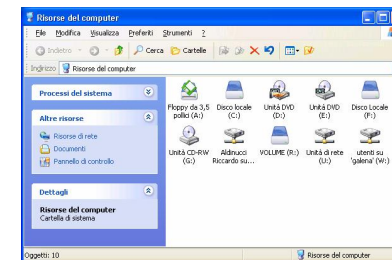 Risorse del computer
File Modifica Visualizza Preferiti Strumenti ?
Indietro Cerca Cartelle
Indirizzo Risorse del computer
Processi del sistema
Altre risorse
Risorse di rete
Documenti
Pannello di controllo
Dettagli
Risorse del computer
Cartella di sistema
Floppy da 3,5 pollici (A:)
Disco locale (C:)
Unità DVD (D:)
Unità DVD (E:)
Disco Locale (F:)
Unità CD-RW (G:)
Aldinucci Riccardo su...
VOLUME (R:)
Unità di rete (U:)
utenti su 'galena' (W:)
Oggetti: 10
Risorse del computer